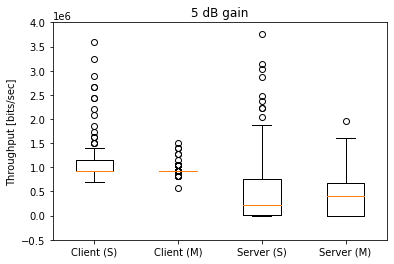 5 dB gain
1e6
Throughput [bits/sec]
4.0
3.5
3.0
2.5
2.0
1.5
1.0
0.5
0.0
−0.5
Client (S) Client (M) Server (S) Server (M)